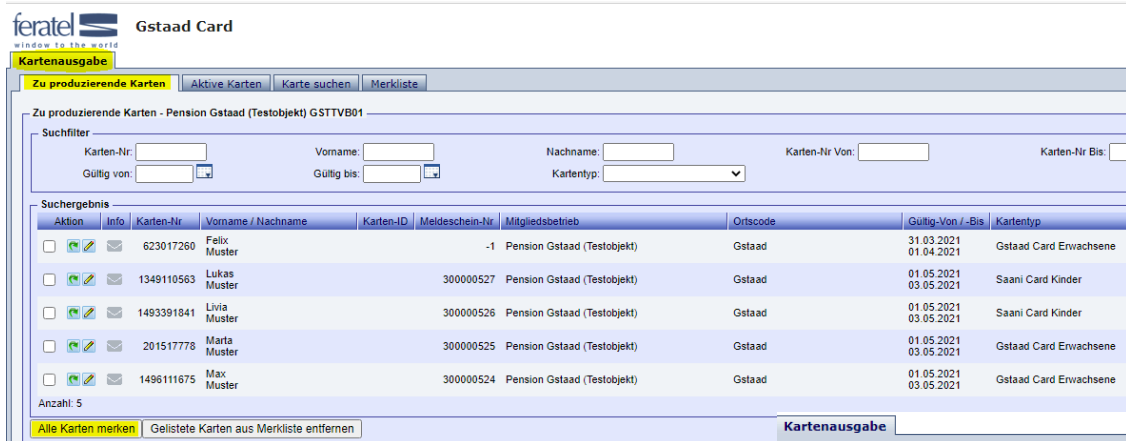 feratel
window to the world
Gstaad Card
Kartenausgabe
Zu produzierende Karten Aktive Karten Karte suchen Merkliste
Zu produzierende Karten - Pension Gstaad (Testobjekt) GSTTVB01
Suchfilter
Karten-Nr: Vorname: Nachname: Karten-Nr Von: Karten-Nr Bis:
Gültig von: Gültig bis: Kartentyp:
Suchergebnis
Aktion Info Karten-Nr Vorname / Nachname Karten-ID Meldeschein-Nr Mitgliedsbetrieb Ortscode Gültig-Von / -Bis Kartentyp
623017260 Felix Muster -1 Pension Gstaad (Testobjekt) Gstaad 31.03.2021 01.04.2021 Gstaad Card Erwachsene
1349110563 Lukas Muster 300000527 Pension Gstaad (Testobjekt) Gstaad 01.05.2021 03.05.2021 Saani Card Kinder
1493391841 Livia Muster 300000526 Pension Gstaad (Testobjekt) Gstaad 01.05.2021 03.05.2021 Saani Card Kinder
201517778 Marta Muster 300000525 Pension Gstaad (Testobjekt) Gstaad 01.05.2021 03.05.2021 Gstaad Card Erwachsene
1496111675 Max Muster 300000524 Pension Gstaad (Testobjekt) Gstaad 01.05.2021 03.05.2021 Gstaad Card Erwachsene
Anzahl: 5
Alle Karten merken Gelistete Karten aus Merkliste entfernen Kartenausgabe